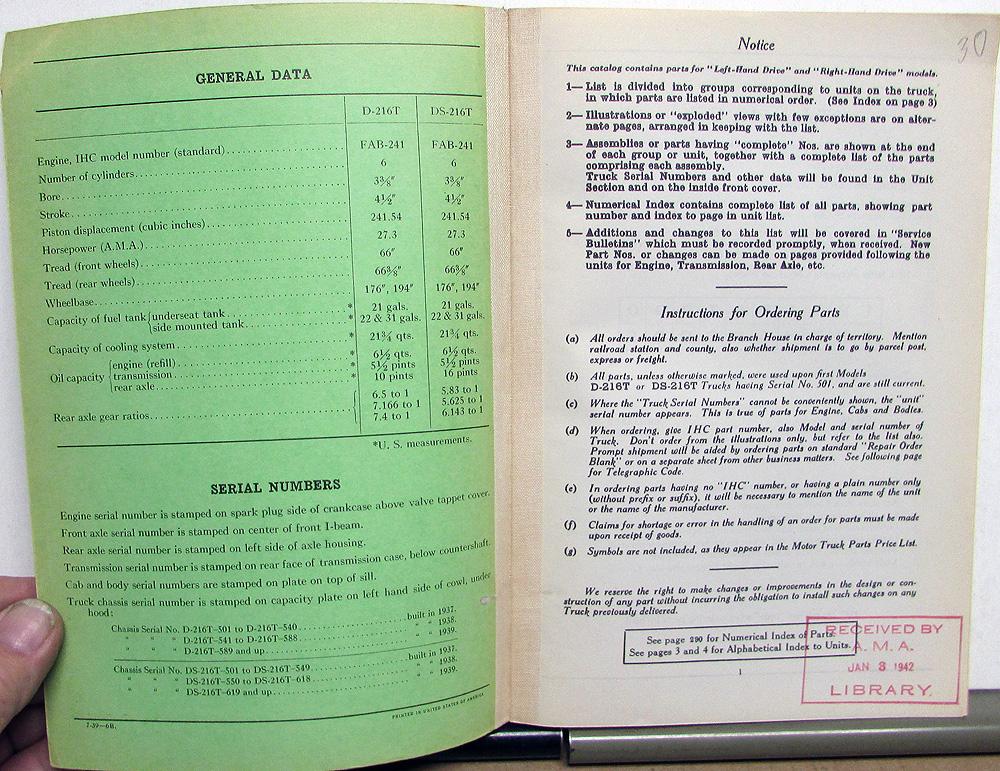 GENERAL DATA
D-216T DS-216T
Engine, IHC model number (standard) FAB-241 FAB-241
Number of cylinders 6 6
Bore 3⅜″ 3⅜″
Stroke 4½″ 4½″
Piston displacement (cubic inches) 241.54 241.54
Horsepower (A.M.A.) 27.3 27.3
Tread (front wheels) 66″ 66″
Tread (rear wheels) 66⅝″ 66⅝″
Wheelbase 176″, 194″ 176″, 194″
Capacity of fuel tank { underseat tank * 21 gals. 21 gals.
side mounted tank * 22 & 31 gals. 22 & 31 gals.
Capacity of cooling system * 21¾ qts. 21¾ qts.
Oil capacity { engine (refill) * 6½ qts. 6½ qts.
transmission * 5½ pints 5½ pints
rear axle * 10 pints 16 pints
Rear axle gear ratios { 6.5 to 1 5.83 to 1
7.166 to 1 5.625 to 1
7.4 to 1 6.143 to 1
*U. S. measurements.
SERIAL NUMBERS
Engine serial number is stamped on spark plug side of crankcase above valve tappet cover.
Front axle serial number is stamped on center of front I-beam.
Rear axle serial number is stamped on left side of axle housing.
Transmission serial number is stamped on rear face of transmission case, below countershaft.
Cab and body serial numbers are stamped on plate on top of sill.
Truck chassis serial number is stamped on capacity plate on left hand side of cowl, under
hood:
Chassis Serial No. D-216T-501 to D-216T-540 built in 1937.
" " " D-216T-541 to D-216T-588 " " 1938.
" " " D-216T-589 and up " " 1939.
Chassis Serial No. DS-216T-501 to DS-216T-549 built in 1937.
" " " DS-216T-550 to DS-216T-618 " " 1938.
" " " DS-216T-619 and up " " 1939.
7-39—6B. PRINTED IN UNITED STATES OF AMERICA
30
Notice
This catalog contains parts for "Left-Hand Drive" and "Right-Hand Drive" models.
1— List is divided into groups corresponding to units on the truck,
in which parts are listed in numerical order. (See Index on page 3)
2— Illustrations or "exploded" views with few exceptions are on alter-
nate pages, arranged in keeping with the list.
3— Assemblies or parts having "complete" Nos. are shown at the end
of each group or unit, together with a complete list of the parts
comprising each assembly.
Truck Serial Numbers and other data will be found in the Unit
Section and on the inside front cover.
4— Numerical Index contains complete list of all parts, showing part
number and index to page in unit list.
5— Additions and changes to this list will be covered in "Service
Bulletins" which must be recorded promptly, when received. New
Part Nos. or changes can be made on pages provided following the
units for Engine, Transmission, Rear Axle, etc.
Instructions for Ordering Parts
(a) All orders should be sent to the Branch House in charge of territory. Mention
railroad station and county, also whether shipment is to go by parcel post,
express or freight.
(b) All parts, unless otherwise marked, were used upon first Models
D-216T or DS-216T Trucks having Serial No. 501, and are still current.
(c) Where the "Truck Serial Numbers" cannot be conveniently shown, the "unit"
serial number appears. This is true of parts for Engine, Cabs and Bodies.
(d) When ordering, give IHC part number, also Model and serial number of
Truck. Don't order from the illustrations only, but refer to the list also.
Prompt shipment will be aided by ordering parts on standard "Repair Order
Blank" or on a separate sheet from other business matters. See following page
for Telegraphic Code.
(e) In ordering parts having no "IHC" number, or having a plain number only
(without prefix or suffix), it will be necessary to mention the name of the unit
or the name of the manufacturer.
(f) Claims for shortage or error in the handling of an order for parts must be made
upon receipt of goods.
(g) Symbols are not included, as they appear in the Motor Truck Parts Price List.
We reserve the right to make changes or improvements in the design or con-
struction of any part without incurring the obligation to install such changes on any
Truck previously delivered.
See page 290 for Numerical Index of Parts.
See pages 3 and 4 for Alphabetical Index to Units.
1
RECEIVED BY
A. M. A.
JAN 8 1942
LIBRARY.